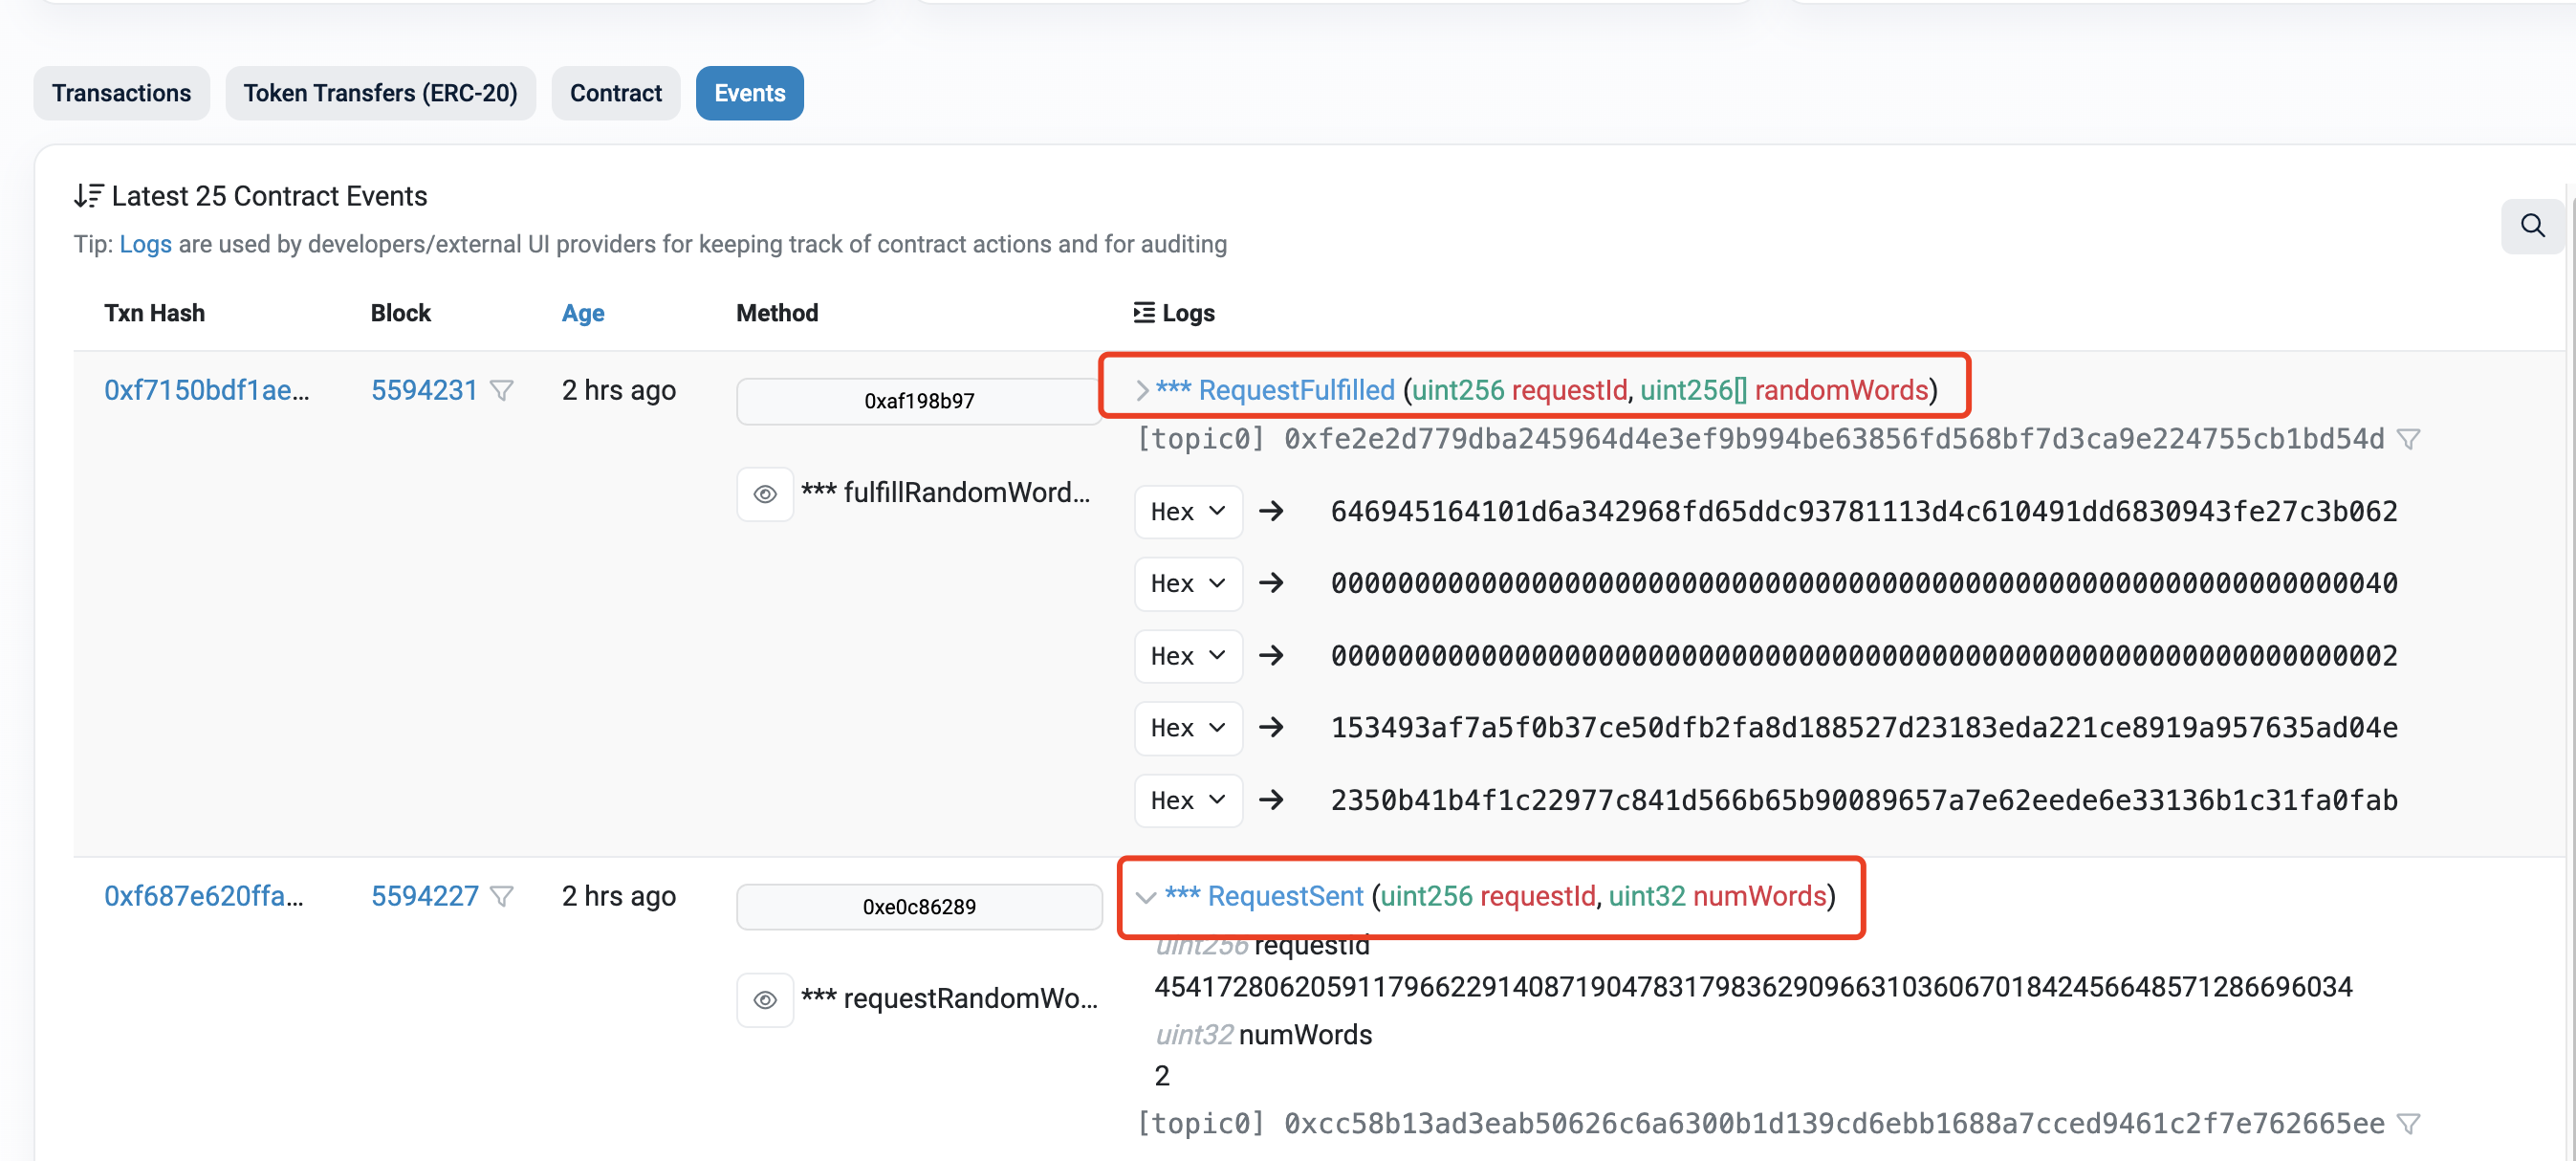 Transactions Token Transfers (ERC-20) Contract Events
Latest 25 Contract Events
Tip: Logs are used by developers/external UI providers for keeping track of contract actions and for auditing
Txn Hash Block Age Method Logs
0xf7150bdf1ae... 5594231 2 hrs ago 0xaf198b97 *** RequestFulfilled (uint256 requestId, uint256[] randomWords)
[topic0] 0xfe2e2d779dba245964d4e3ef9b994be63856fd568bf7d3ca9e224755cb1bd54d
*** fulfillRandomWord...
Hex → 646945164101d6a342968fd65ddc93781113d4c610491dd6830943fe27c3b062
Hex → 0000000000000000000000000000000000000000000000000000000000000040
Hex → 0000000000000000000000000000000000000000000000000000000000000002
Hex → 153493af7a5f0b37ce50dfb2fa8d188527d23183eda221ce8919a957635ad04e
Hex → 2350b41b4f1c22977c841d566b65b90089657a7e62eede6e33136b1c31fa0fab
0xf687e620ffa... 5594227 2 hrs ago 0xe0c86289 *** RequestSent (uint256 requestId, uint32 numWords)
uint256 requestId
*** requestRandomWo... 45417280620591179662291408719047831798362909663103606701842456648571286696034
uint32 numWords
2
[topic0] 0xcc58b13ad3eab50626c6a6300b1d139cd6ebb1688a7cced9461c2f7e762665ee